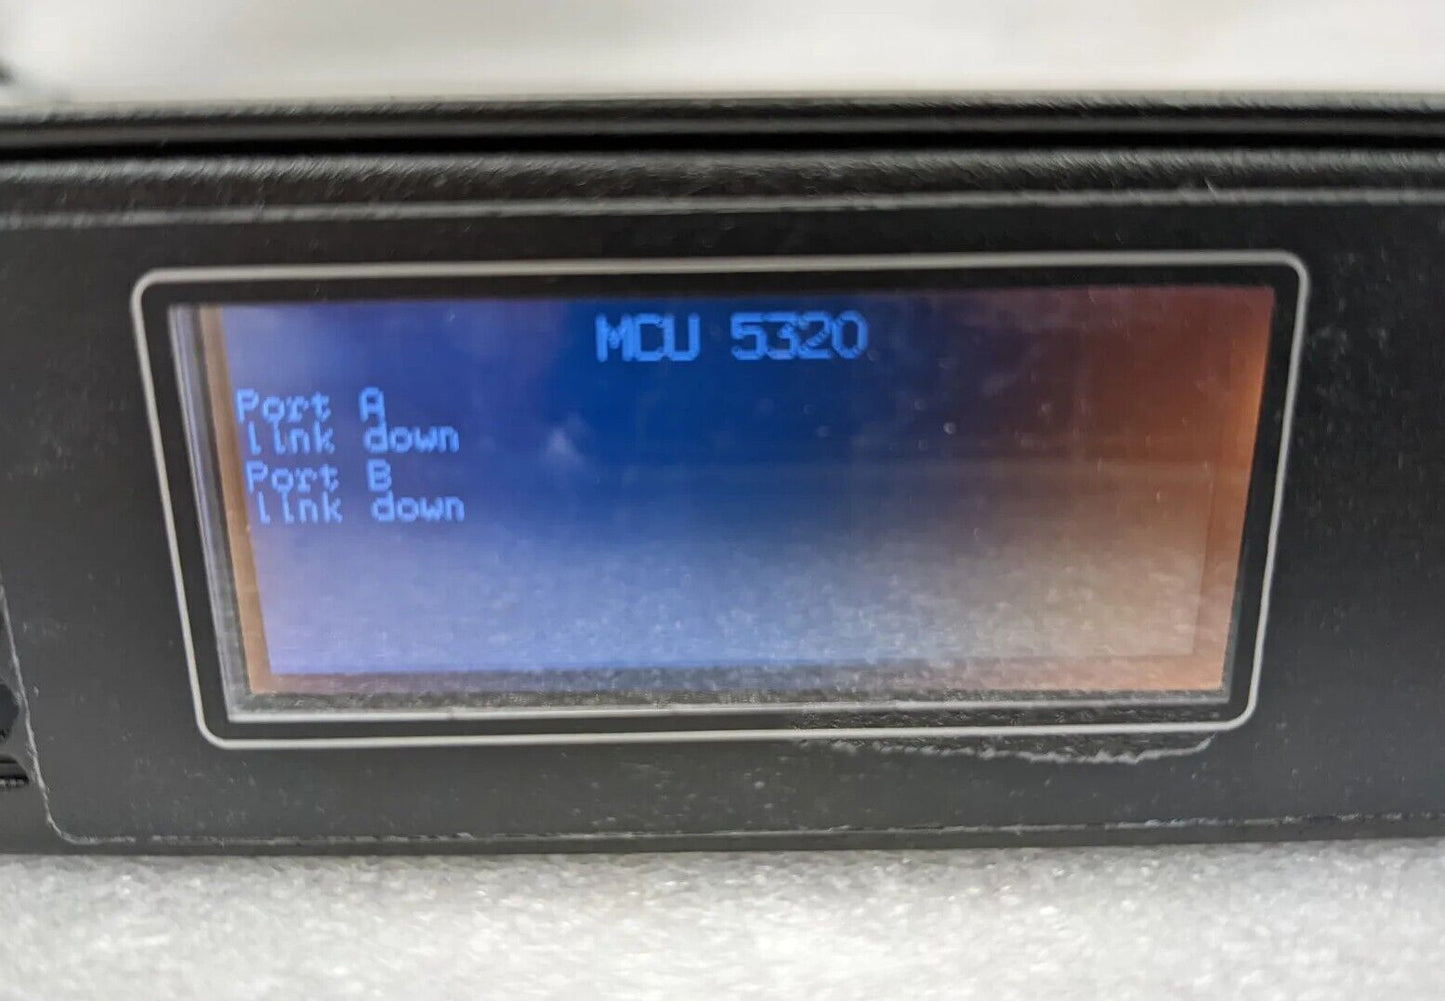 MCU 5320
Port A
link down
Port B
link down